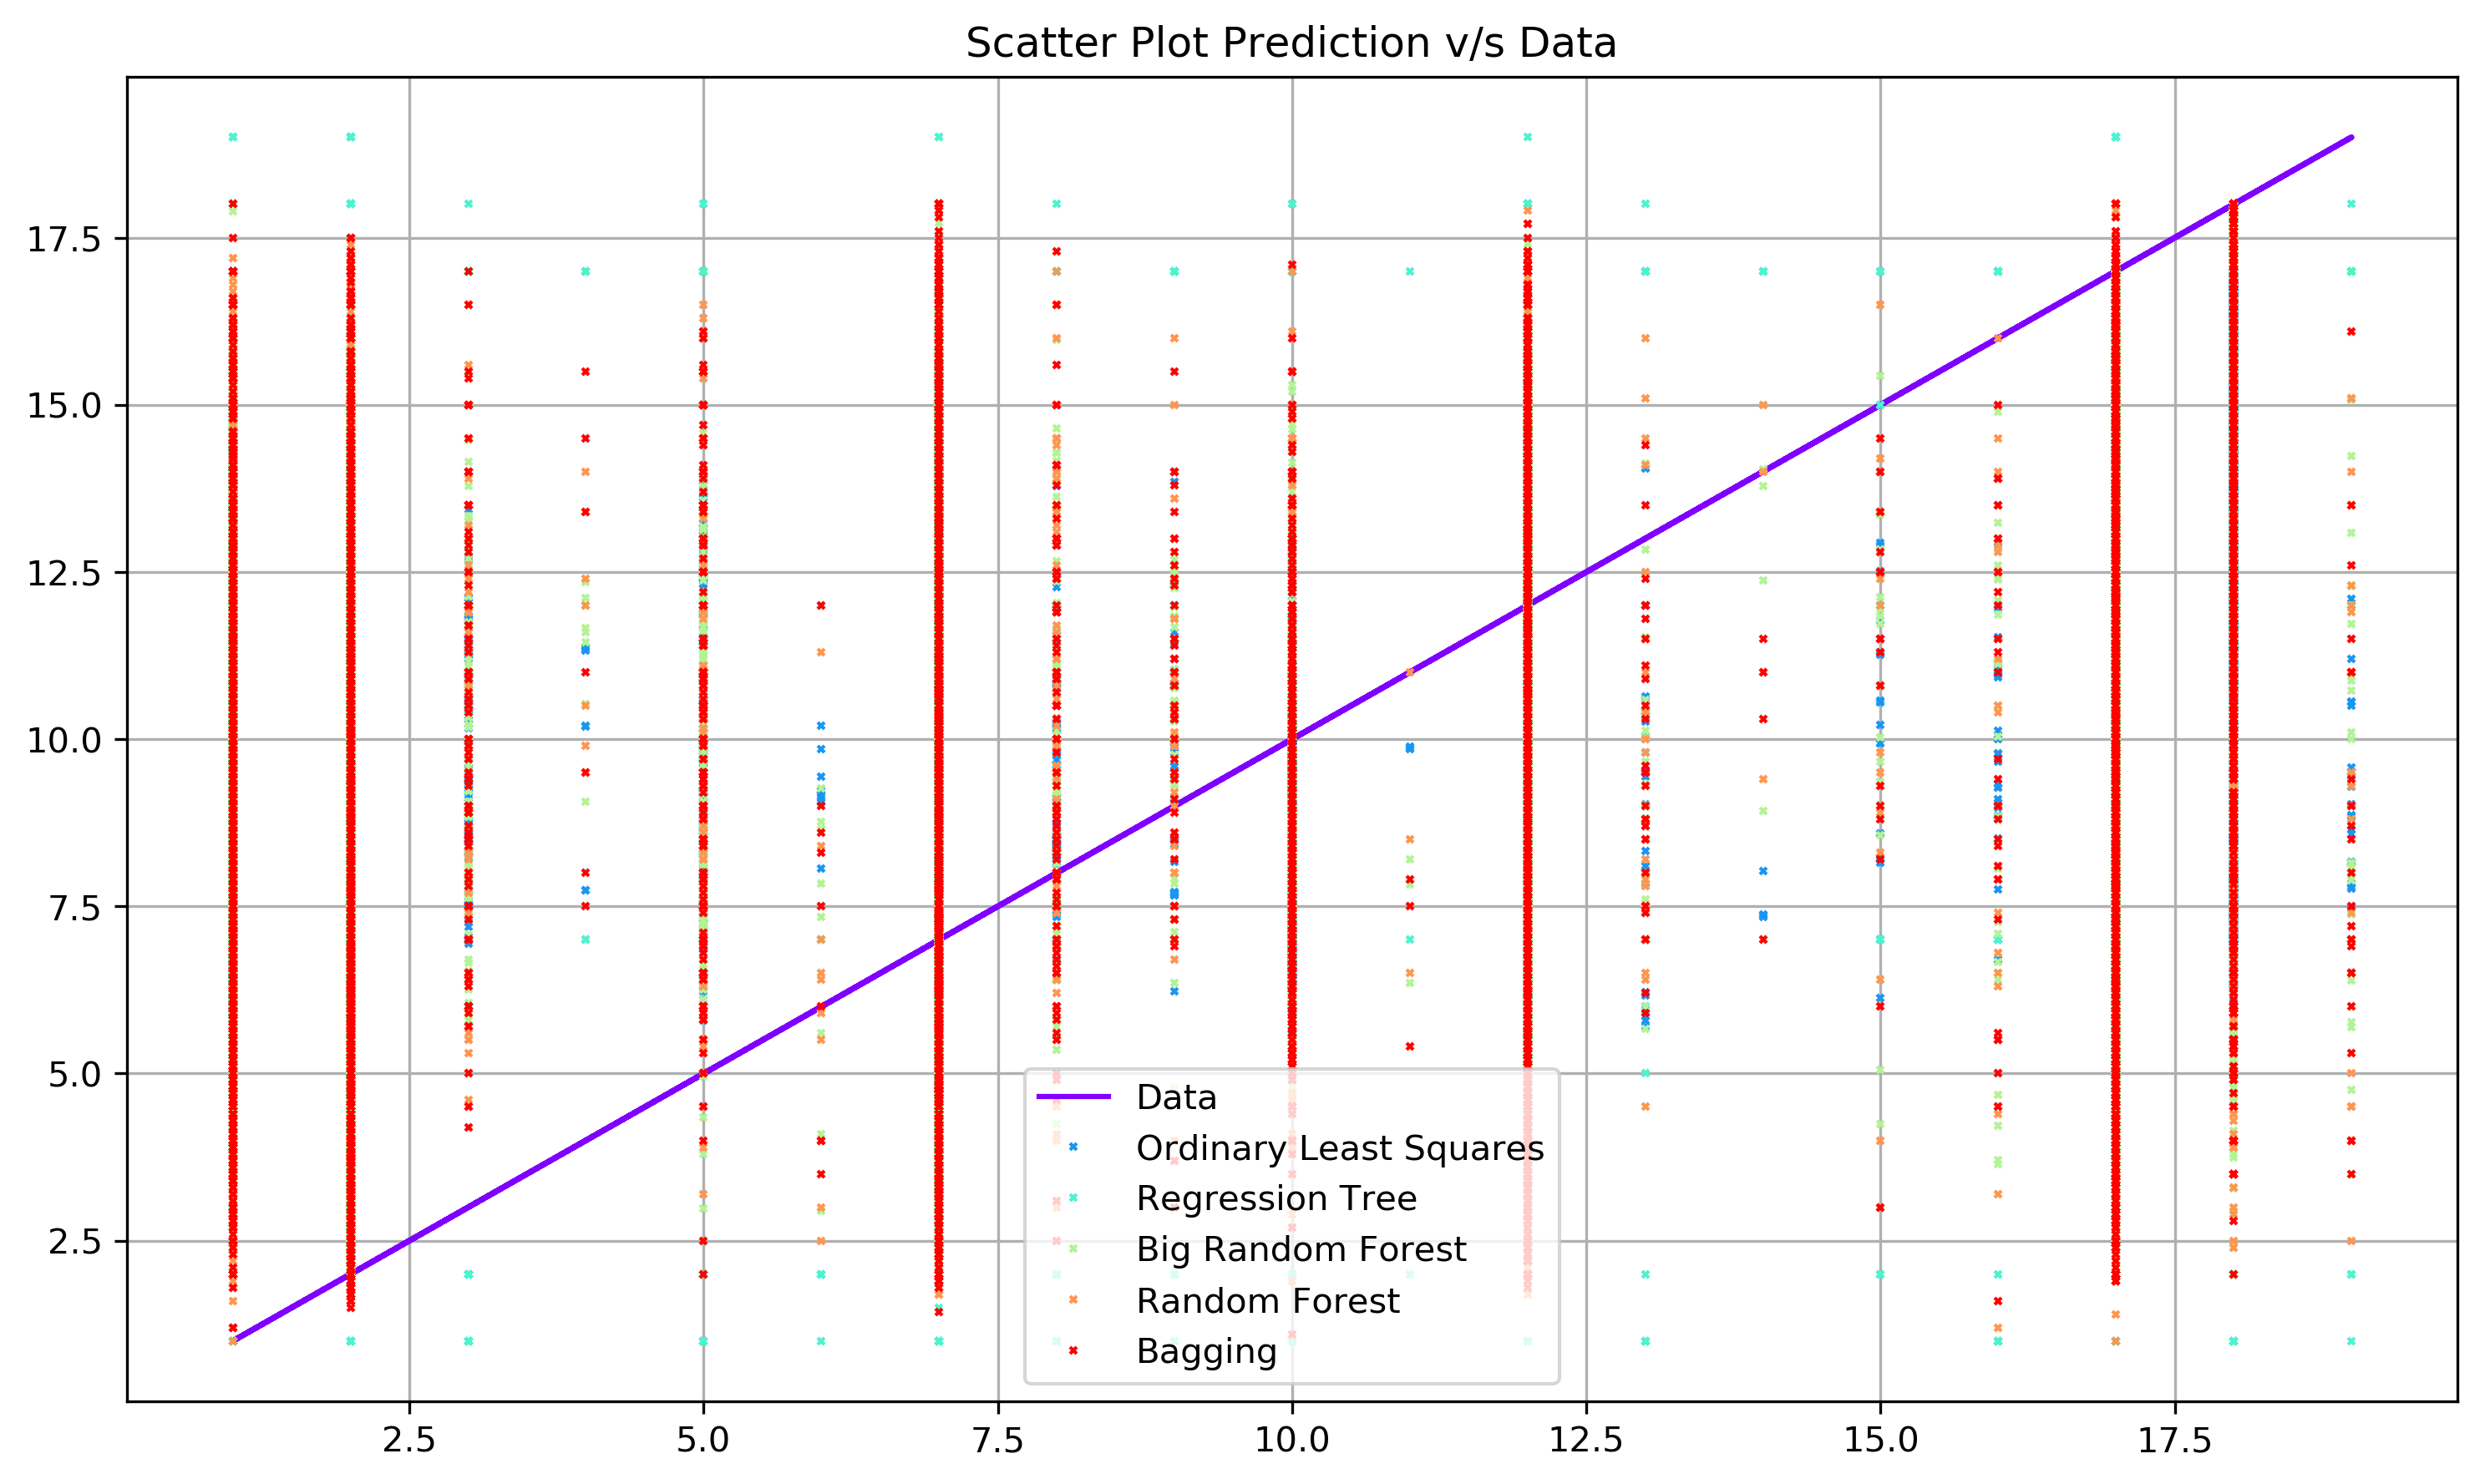 Scatter Plot Prediction v/s Data
17.5
15.0
12.5
10.0
7.5
5.0
2.5
Data
Ordinary Least Squares
Regression Tree
Big Random Forest
Random Forest
Bagging
2.5 5.0 7.5 10.0 12.5 15.0 17.5